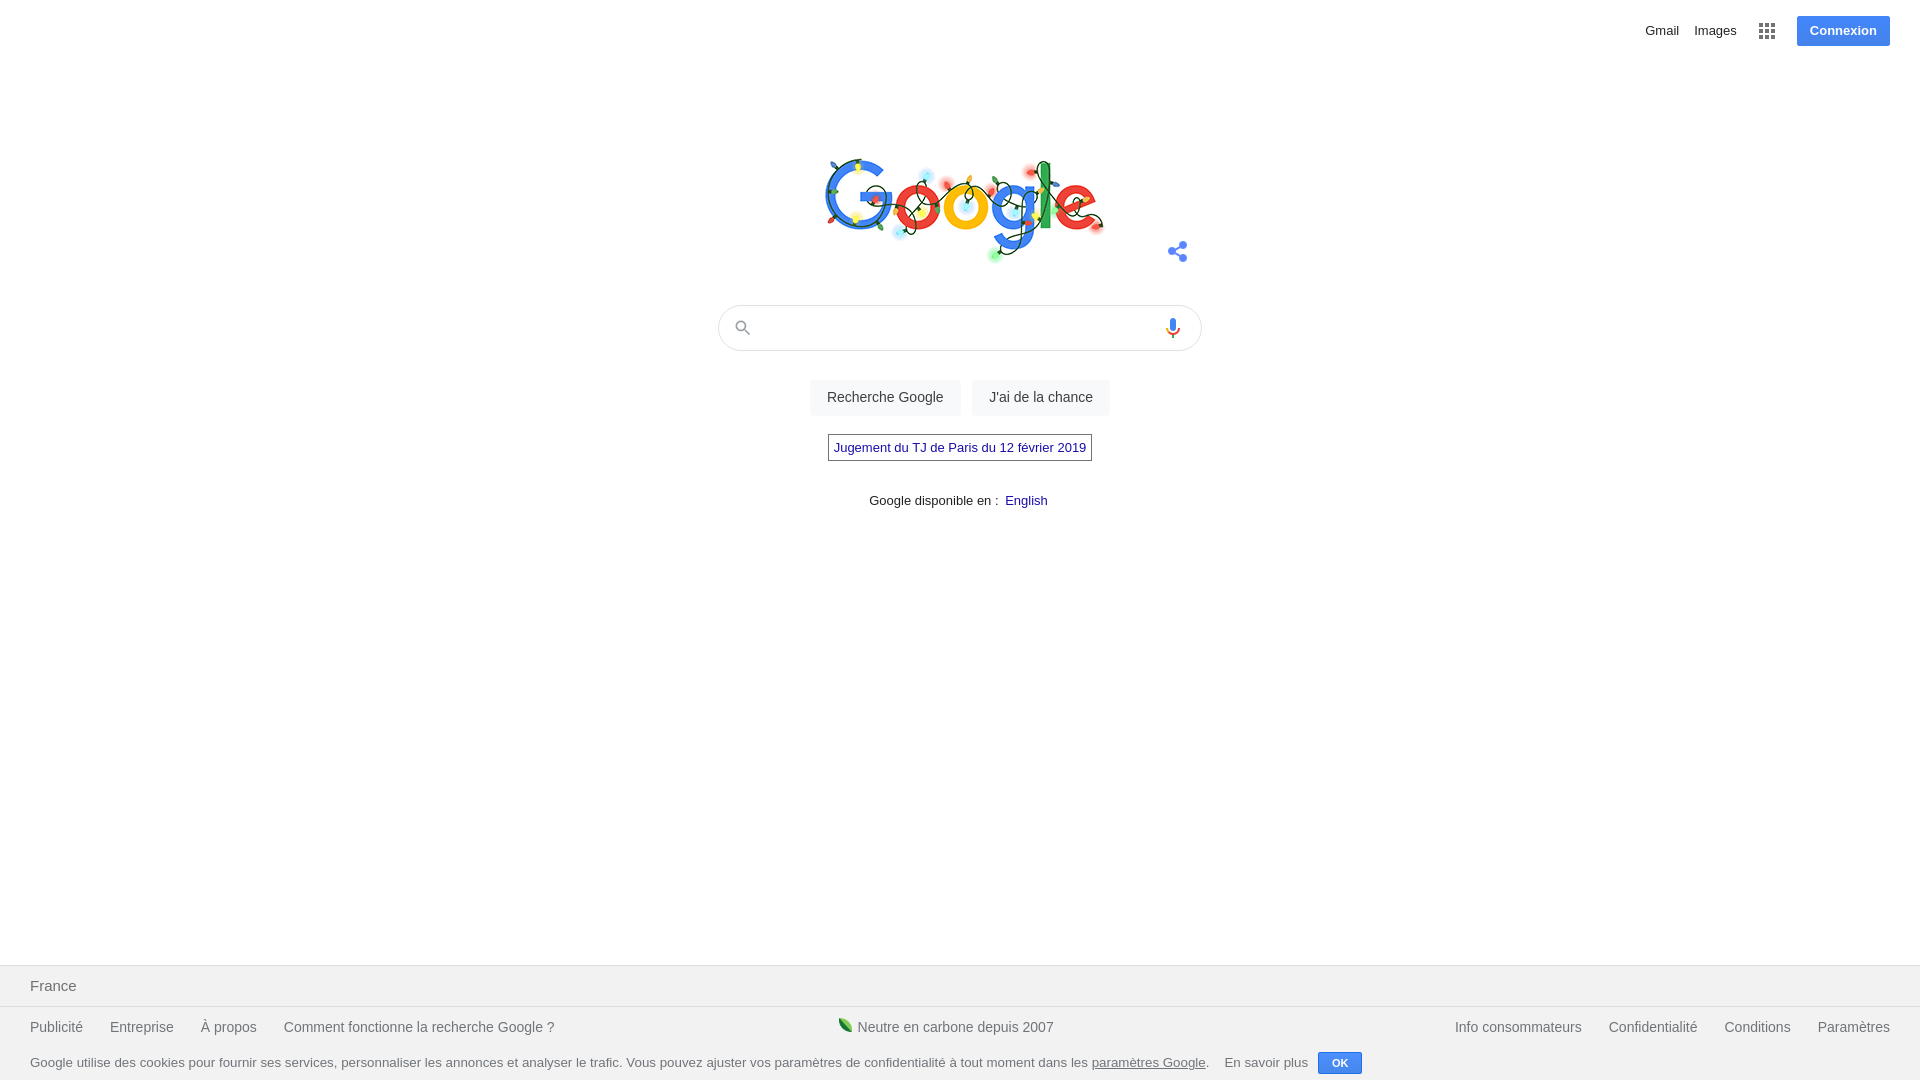 Gmail Images Connexion
Google
Recherche Google J'ai de la chance
Jugement du TJ de Paris du 12 février 2019
Google disponible en : English
France
Publicité Entreprise À propos Comment fonctionne la recherche Google ? Neutre en carbone depuis 2007 Info consommateurs Confidentialité Conditions Paramètres
Google utilise des cookies pour fournir ses services, personnaliser les annonces et analyser le trafic. Vous pouvez ajuster vos paramètres de confidentialité à tout moment dans les paramètres Google. En savoir plus OK